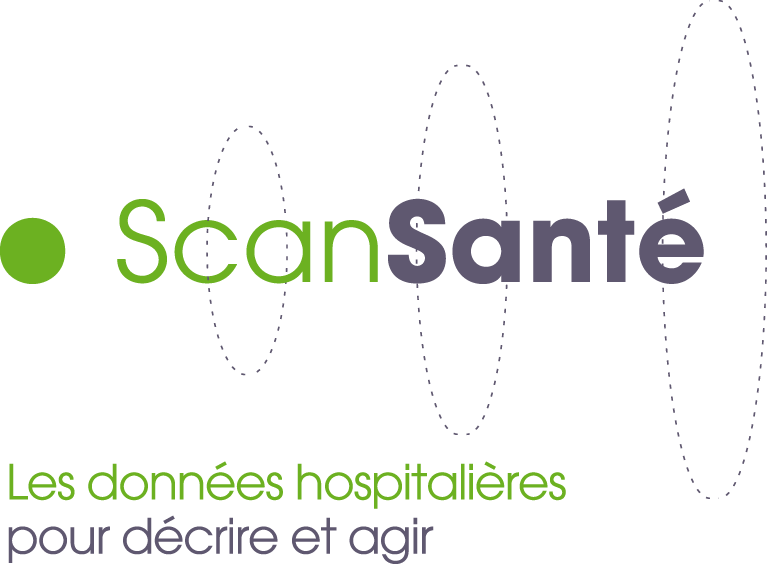 ScanSanté
Les données hospitalières
pour décrire et agir